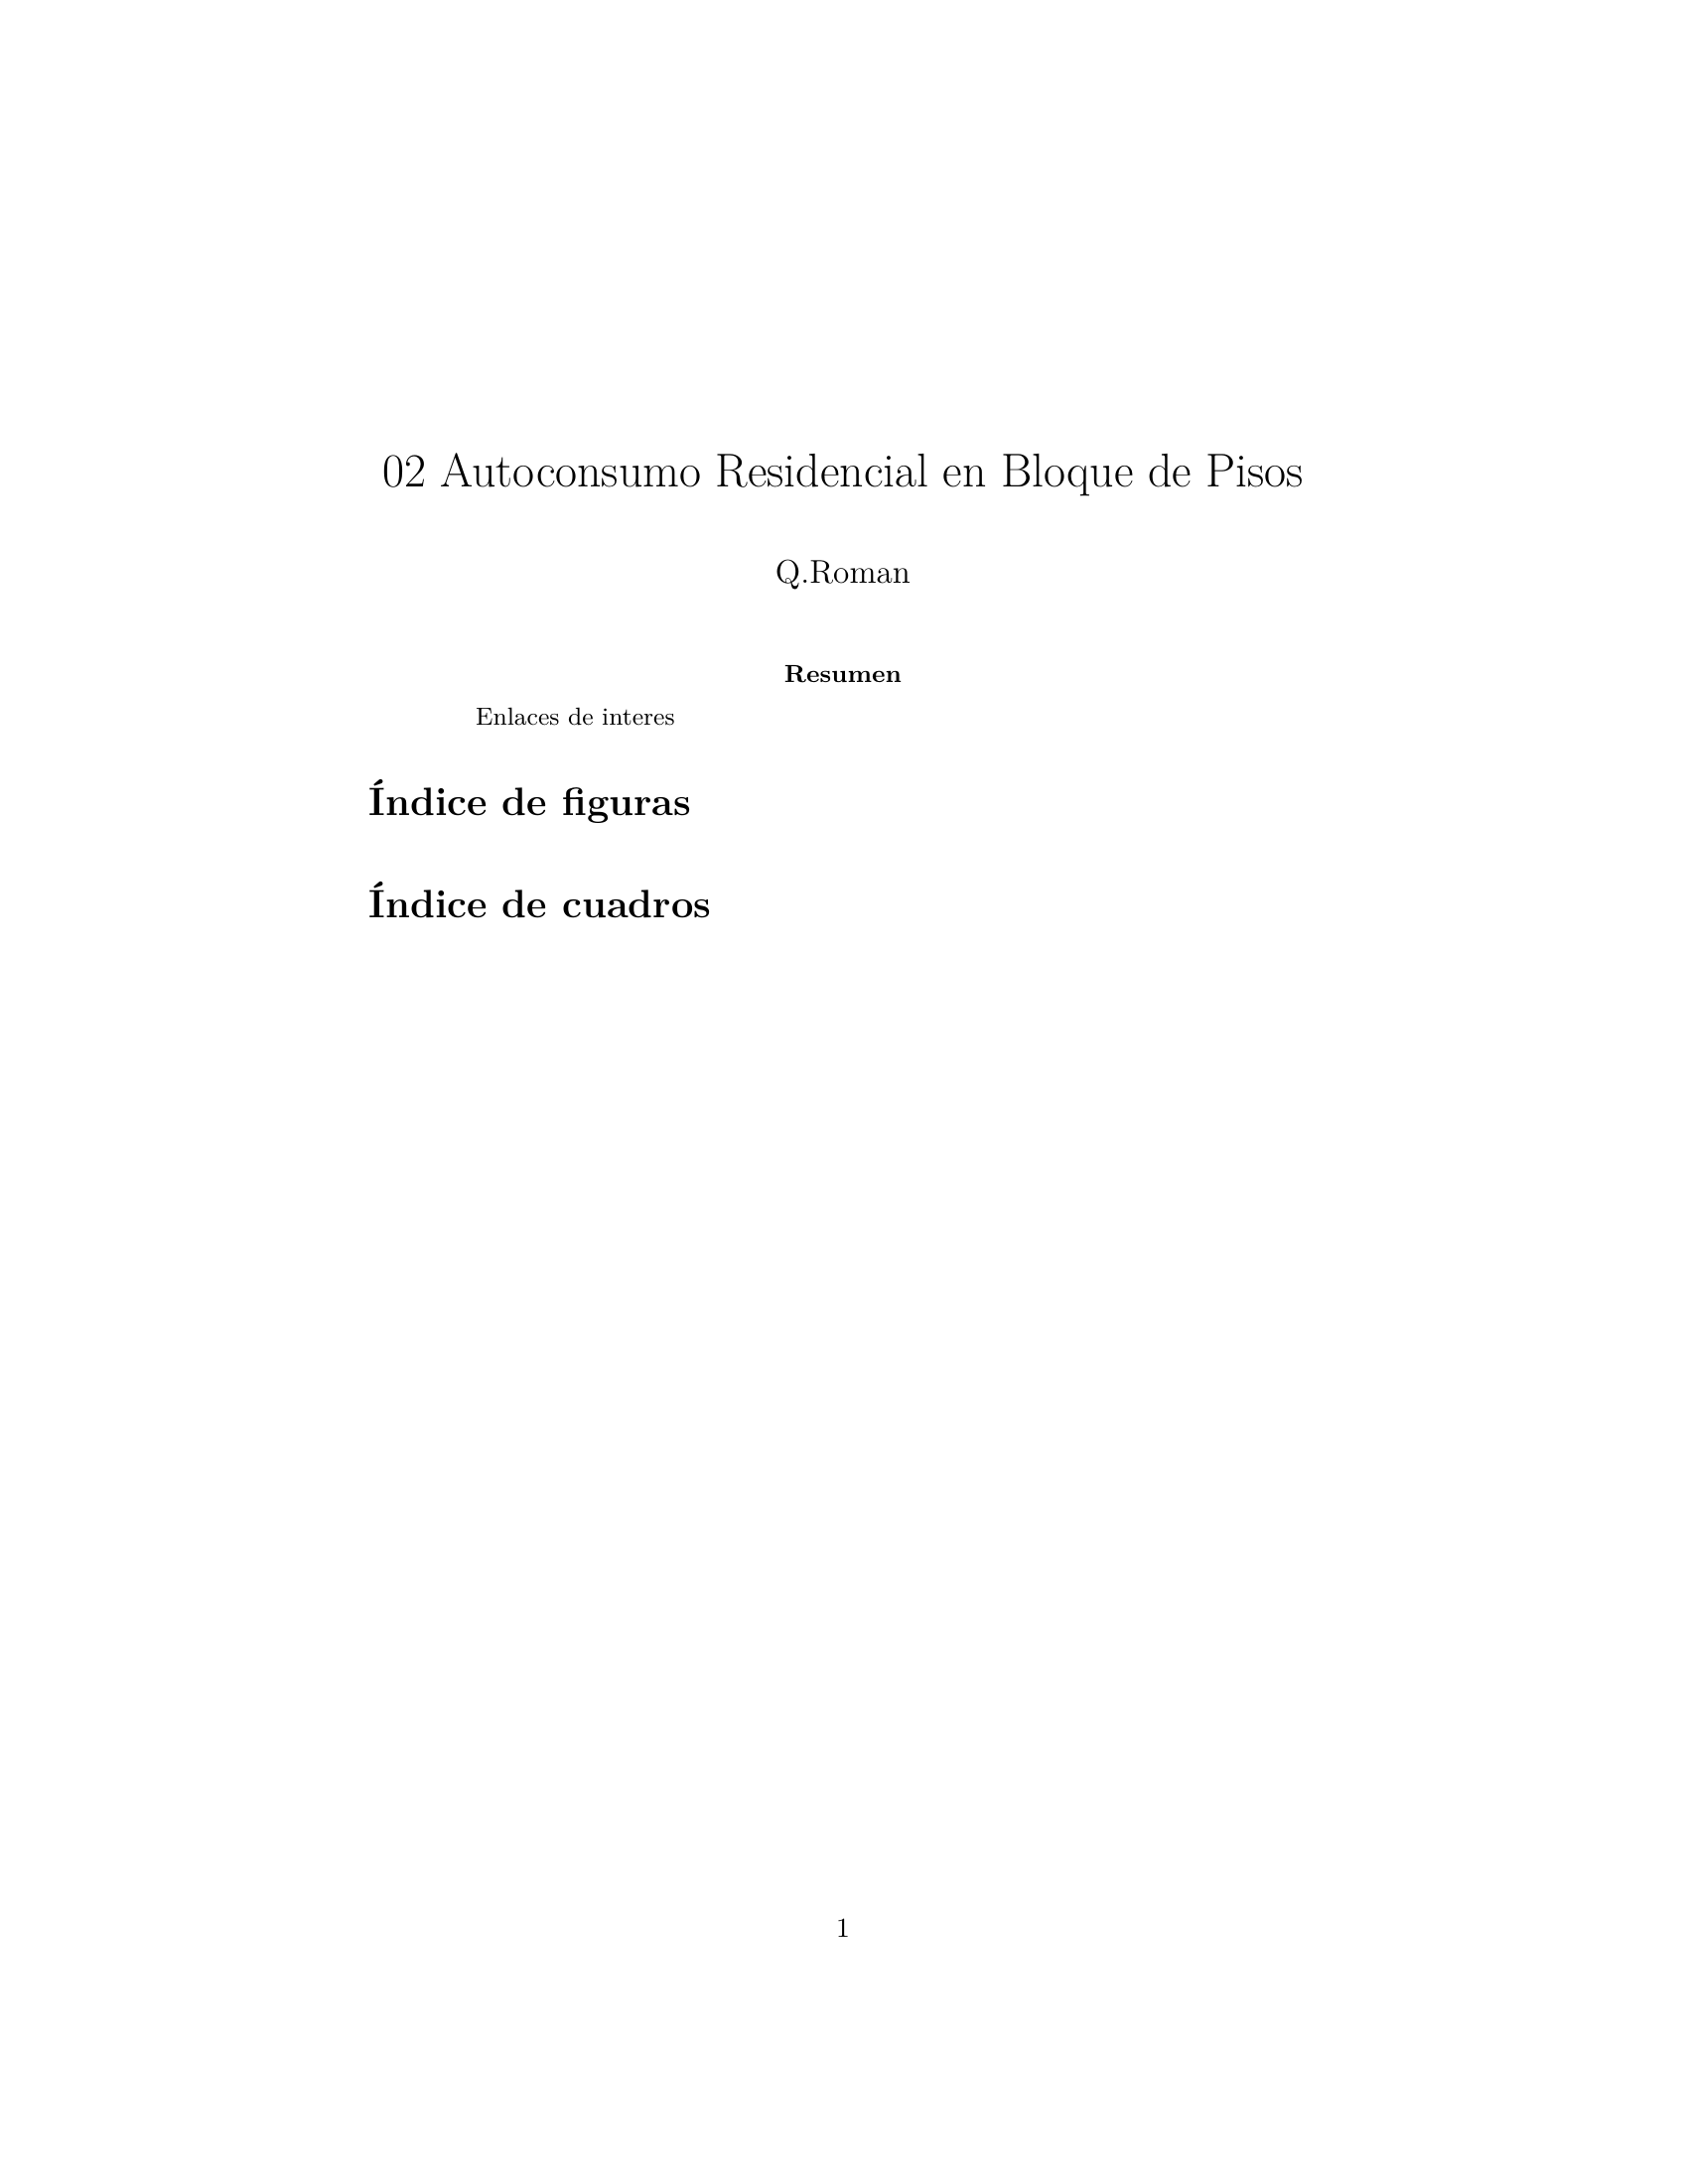 02 Autoconsumo Residencial en Bloque de Pisos
Q.Roman
Resumen
Enlaces de interes
Índice de figuras
Índice de cuadros
1